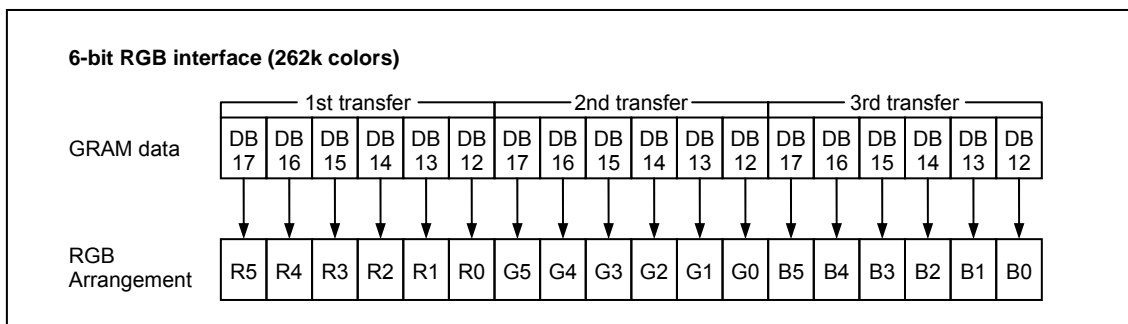 6-bit RGB interface (262k colors)
1st transfer 2nd transfer 3rd transfer
GRAM data DB 17 DB 16 DB 15 DB 14 DB 13 DB 12 DB 17 DB 16 DB 15 DB 14 DB 13 DB 12 DB 17 DB 16 DB 15 DB 14 DB 13 DB 12
RGB Arrangement R5 R4 R3 R2 R1 R0 G5 G4 G3 G2 G1 G0 B5 B4 B3 B2 B1 B0